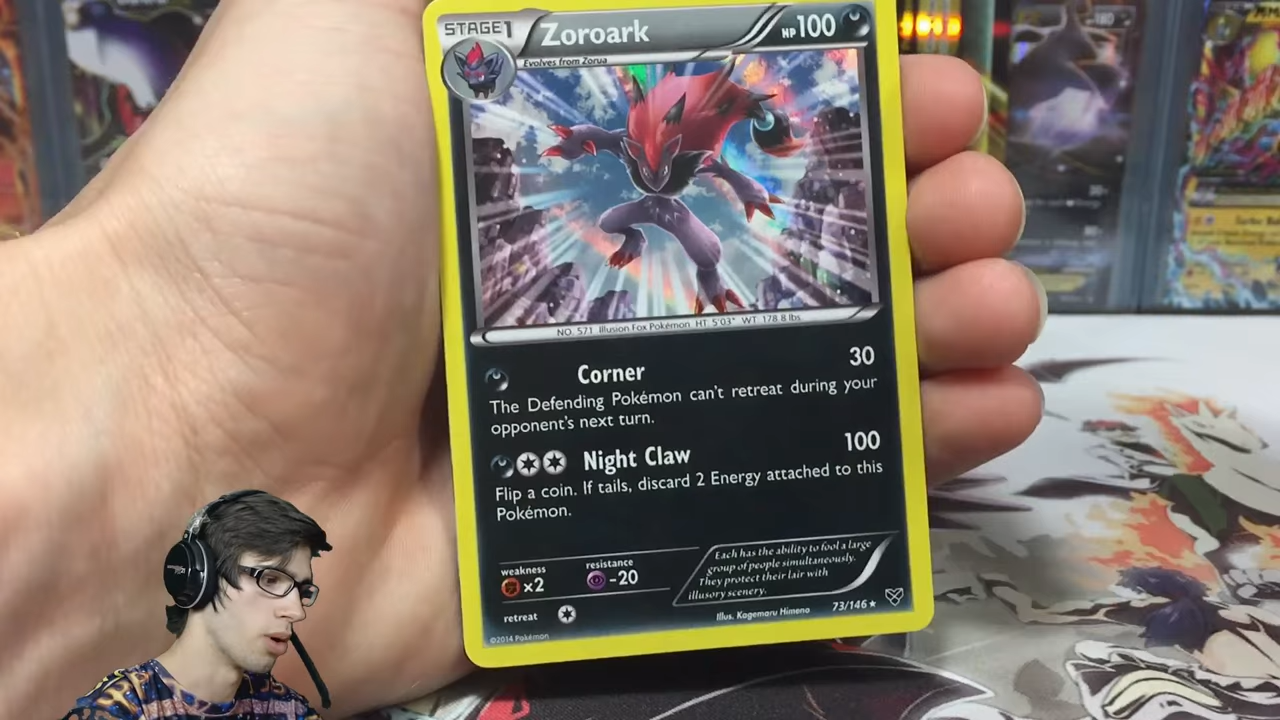 STAGE1 Zoroark HP100
Evolves from Zorua
NO. 571 Illusion Fox Pokémon HT: 5'03" WT: 178.8 lbs.
Corner 30
The Defending Pokémon can't retreat during your
opponent's next turn.
Night Claw 100
Flip a coin. If tails, discard 2 Energy attached to this
Pokémon.
weakness resistance
×2 -20
retreat
Each has the ability to fool a large
group of people simultaneously.
They protect their lair with
illusory scenery.
Illus. Kagemaru Himeno 73/146★
©2014 Pokémon
180